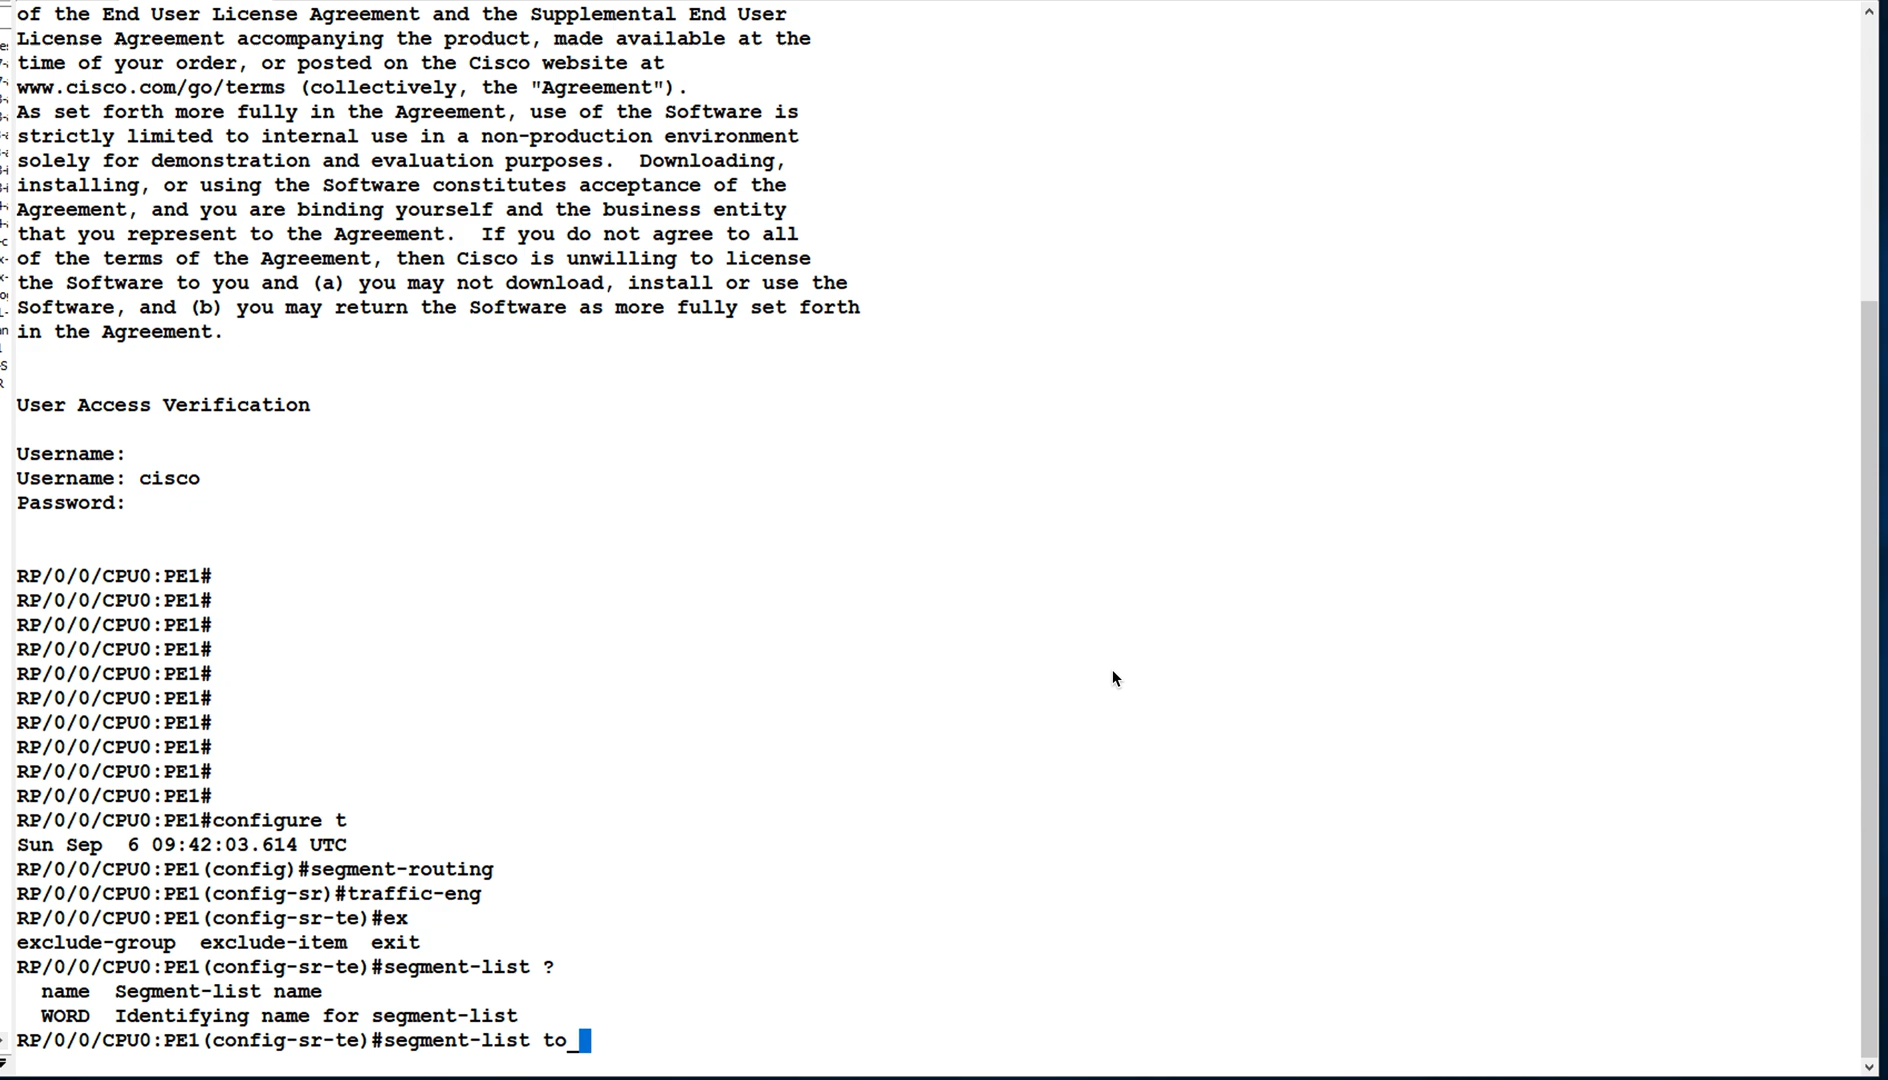 of the End User License Agreement and the Supplemental End User
License Agreement accompanying the product, made available at the
time of your order, or posted on the Cisco website at
www.cisco.com/go/terms (collectively, the "Agreement").
As set forth more fully in the Agreement, use of the Software is
strictly limited to internal use in a non-production environment
solely for demonstration and evaluation purposes.  Downloading,
installing, or using the Software constitutes acceptance of the
Agreement, and you are binding yourself and the business entity
that you represent to the Agreement.  If you do not agree to all
of the terms of the Agreement, then Cisco is unwilling to license
the Software to you and (a) you may not download, install or use the
Software, and (b) you may return the Software as more fully set forth
in the Agreement.
User Access Verification
Username:
Username: cisco
Password:
RP/0/0/CPU0:PE1#
RP/0/0/CPU0:PE1#
RP/0/0/CPU0:PE1#
RP/0/0/CPU0:PE1#
RP/0/0/CPU0:PE1#
RP/0/0/CPU0:PE1#
RP/0/0/CPU0:PE1#
RP/0/0/CPU0:PE1#
RP/0/0/CPU0:PE1#
RP/0/0/CPU0:PE1#
RP/0/0/CPU0:PE1#configure t
Sun Sep  6 09:42:03.614 UTC
RP/0/0/CPU0:PE1(config)#segment-routing
RP/0/0/CPU0:PE1(config-sr)#traffic-eng
RP/0/0/CPU0:PE1(config-sr-te)#ex
exclude-group  exclude-item  exit
RP/0/0/CPU0:PE1(config-sr-te)#segment-list ?
  name  Segment-list name
  WORD  Identifying name for segment-list
RP/0/0/CPU0:PE1(config-sr-te)#segment-list to_